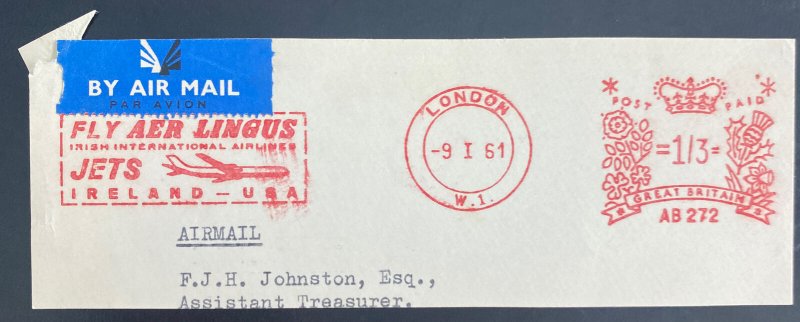 BY AIR MAIL
PAR AVION
FLY AER LINGUS
IRISH INTERNATIONAL AIRLINES
JETS
IRELAND — USA
LONDON
-9 I 61
W.1.
POST PAID
=1/3=
GREAT BRITAIN
AB 272
AIRMAIL
F.J.H. Johnston, Esq.,
Assistant Treasurer.